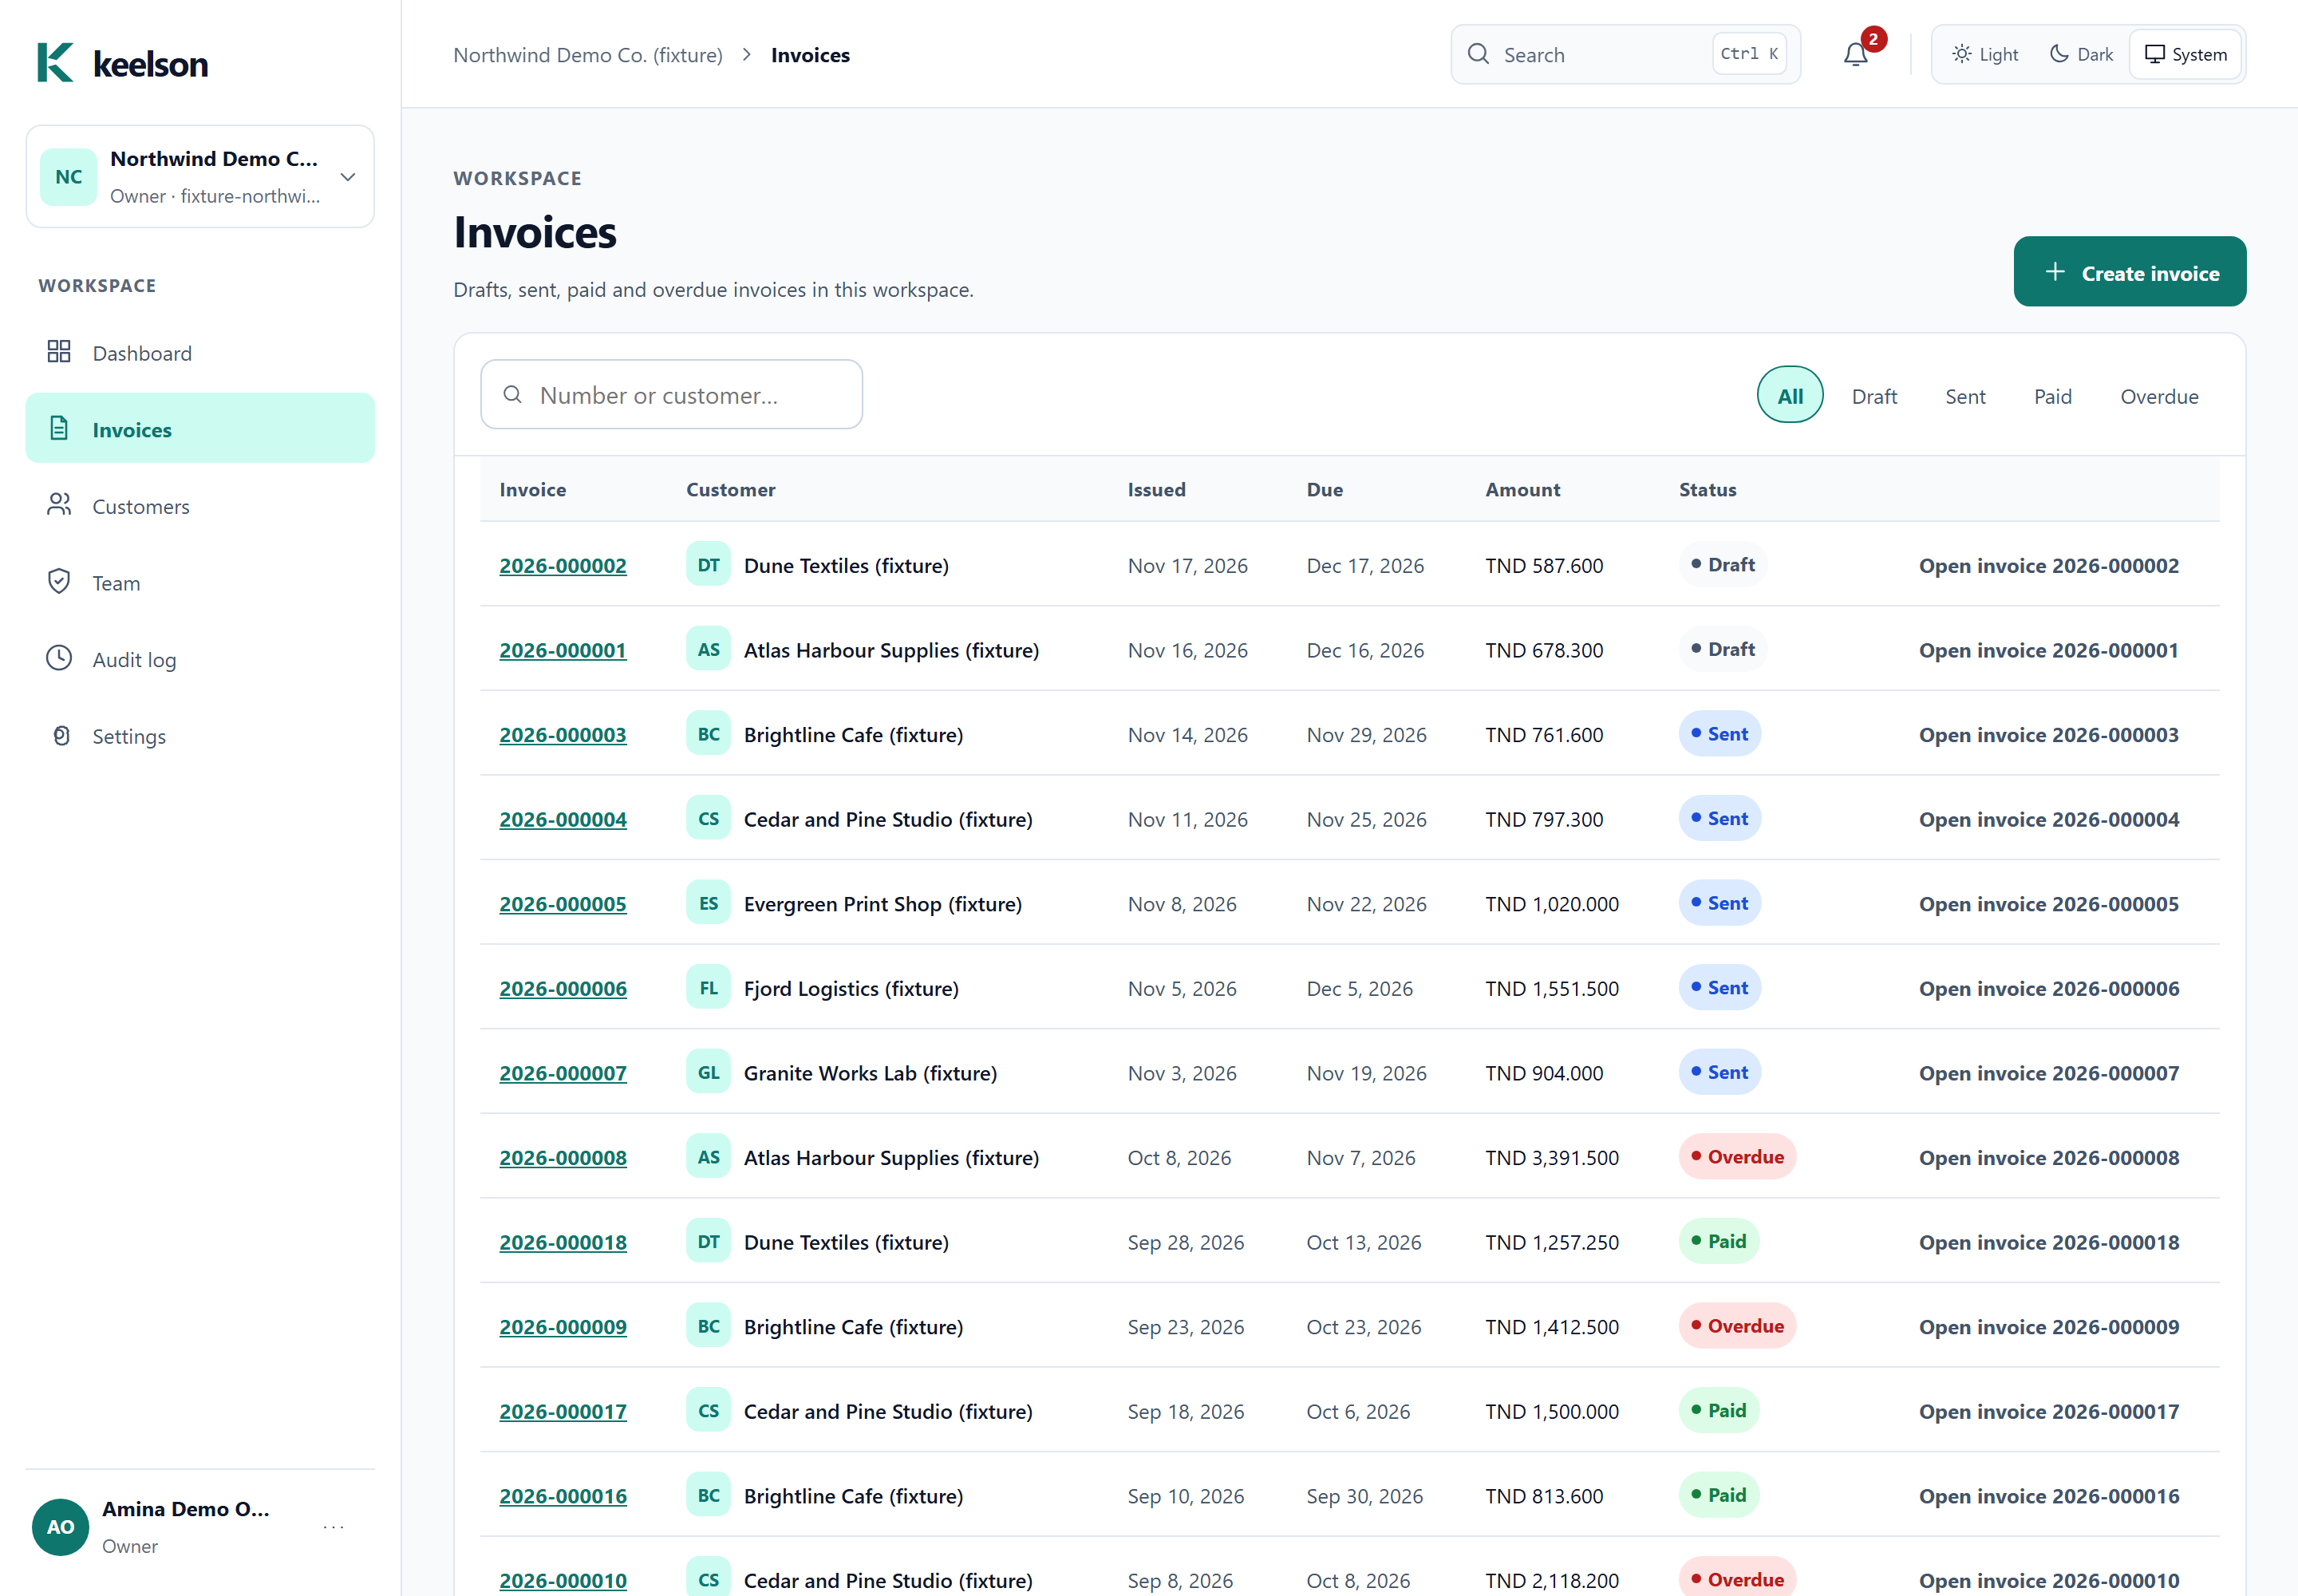 keelson
NC
Northwind Demo C...
Owner · fixture-northwi...
WORKSPACE
Dashboard
Invoices
Customers
Team
Audit log
Settings
AO
Amina Demo O...
Owner
Northwind Demo Co. (fixture) > Invoices
Search Ctrl K
2
Light Dark System
WORKSPACE
Invoices
Drafts, sent, paid and overdue invoices in this workspace.
+ Create invoice
Number or customer...
All Draft Sent Paid Overdue
Invoice Customer Issued Due Amount Status
2026-000002 DT Dune Textiles (fixture) Nov 17, 2026 Dec 17, 2026 TND 587.600 Draft Open invoice 2026-000002
2026-000001 AS Atlas Harbour Supplies (fixture) Nov 16, 2026 Dec 16, 2026 TND 678.300 Draft Open invoice 2026-000001
2026-000003 BC Brightline Cafe (fixture) Nov 14, 2026 Nov 29, 2026 TND 761.600 Sent Open invoice 2026-000003
2026-000004 CS Cedar and Pine Studio (fixture) Nov 11, 2026 Nov 25, 2026 TND 797.300 Sent Open invoice 2026-000004
2026-000005 ES Evergreen Print Shop (fixture) Nov 8, 2026 Nov 22, 2026 TND 1,020.000 Sent Open invoice 2026-000005
2026-000006 FL Fjord Logistics (fixture) Nov 5, 2026 Dec 5, 2026 TND 1,551.500 Sent Open invoice 2026-000006
2026-000007 GL Granite Works Lab (fixture) Nov 3, 2026 Nov 19, 2026 TND 904.000 Sent Open invoice 2026-000007
2026-000008 AS Atlas Harbour Supplies (fixture) Oct 8, 2026 Nov 7, 2026 TND 3,391.500 Overdue Open invoice 2026-000008
2026-000018 DT Dune Textiles (fixture) Sep 28, 2026 Oct 13, 2026 TND 1,257.250 Paid Open invoice 2026-000018
2026-000009 BC Brightline Cafe (fixture) Sep 23, 2026 Oct 23, 2026 TND 1,412.500 Overdue Open invoice 2026-000009
2026-000017 CS Cedar and Pine Studio (fixture) Sep 18, 2026 Oct 6, 2026 TND 1,500.000 Paid Open invoice 2026-000017
2026-000016 BC Brightline Cafe (fixture) Sep 10, 2026 Sep 30, 2026 TND 813.600 Paid Open invoice 2026-000016
2026-000010 CS Cedar and Pine Studio (fixture) Sep 8, 2026 Oct 8, 2026 TND 2,118.200 Overdue Open invoice 2026-000010